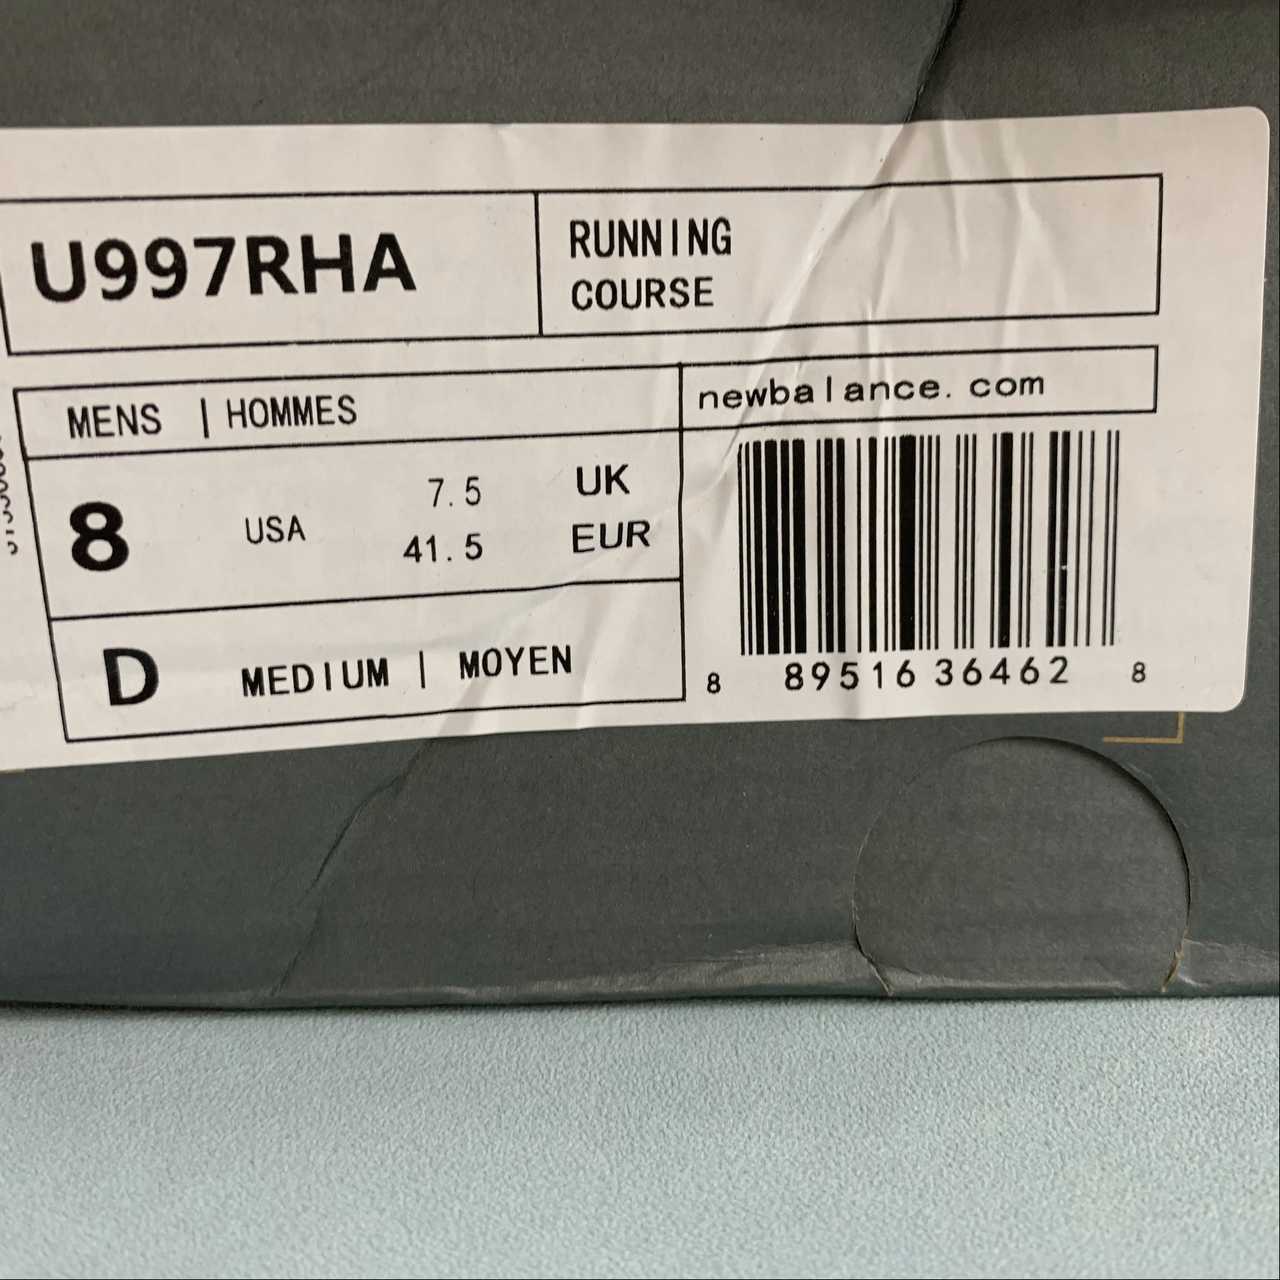 U997RHA
RUNNING
COURSE
MENS | HOMMES
newbalance.com
8 USA 7.5 UK
41.5 EUR
D MEDIUM | MOYEN
8 89516 36462 8